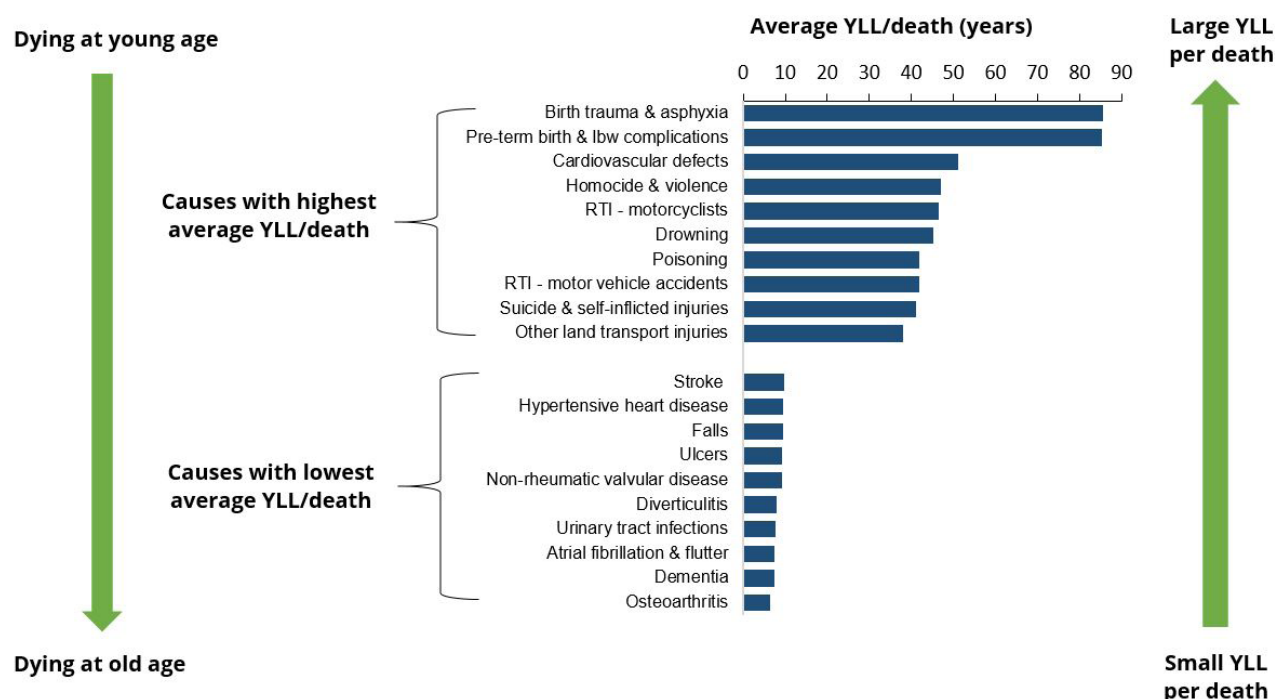 Dying at young age
Average YLL/death (years)
Large YLL
per death
0 10 20 30 40 50 60 70 80 90
Causes with highest
average YLL/death
Birth trauma & asphyxia
Pre-term birth & lbw complications
Cardiovascular defects
Homocide & violence
RTI - motorcyclists
Drowning
Poisoning
RTI - motor vehicle accidents
Suicide & self-inflicted injuries
Other land transport injuries
Causes with lowest
average YLL/death
Stroke
Hypertensive heart disease
Falls
Ulcers
Non-rheumatic valvular disease
Diverticulitis
Urinary tract infections
Atrial fibrillation & flutter
Dementia
Osteoarthritis
Dying at old age
Small YLL
per death